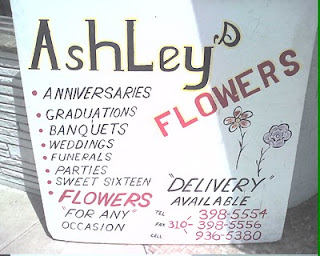 AshLey's
FLOWERS
• ANNIVERSARIES
• GRADUATIONS
• BANQUETS
• WEDDINGS
• FUNERALS
• PARTIES
• SWEET SIXTEEN
• FLOWERS
"FOR ANY"
OCCASION
"DELIVERY"
AVAILABLE
TEL 398-5554
FAX 310- 398-5556
CELL 936-5380